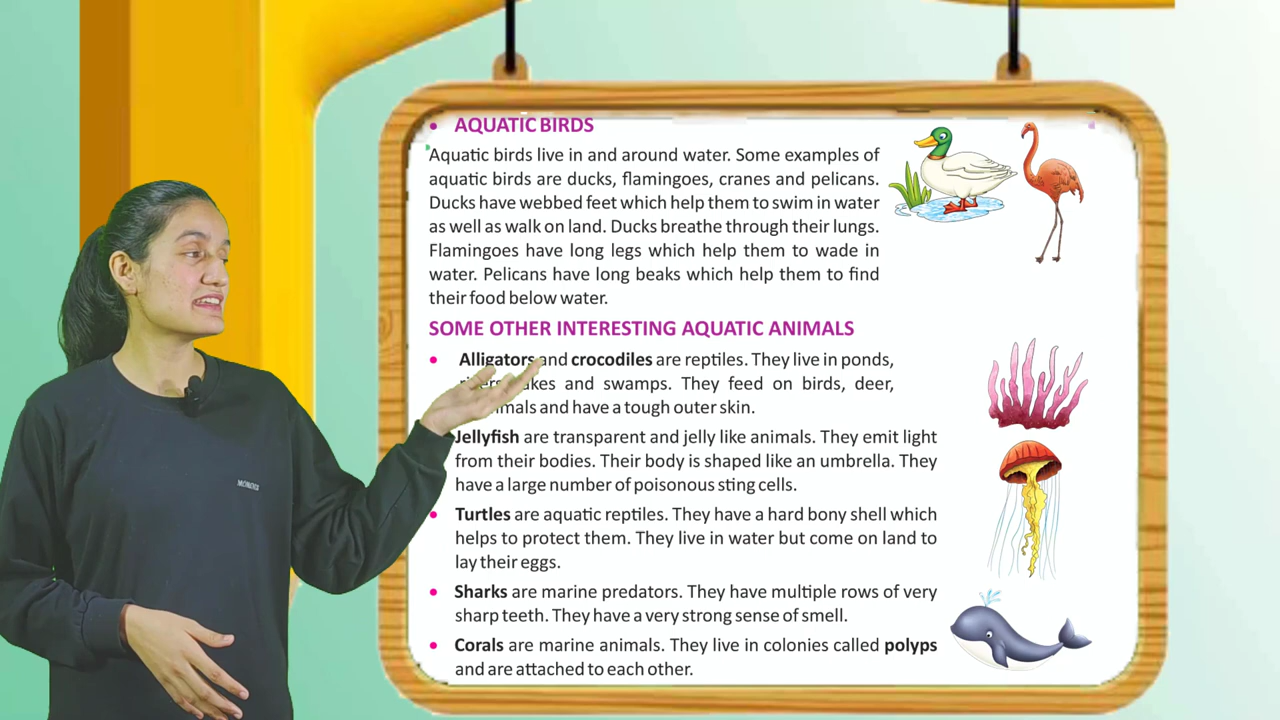 • AQUATIC BIRDS
Aquatic birds live in and around water. Some examples of
aquatic birds are ducks, flamingoes, cranes and pelicans.
Ducks have webbed feet which help them to swim in water
as well as walk on land. Ducks breathe through their lungs.
Flamingoes have long legs which help them to wade in
water. Pelicans have long beaks which help them to find
their food below water.
SOME OTHER INTERESTING AQUATIC ANIMALS
• Alligators and crocodiles are reptiles. They live in ponds,
and swamps. They feed on birds, deer,
and have a tough outer skin.
Jellyfish are transparent and jelly like animals. They emit light
from their bodies. Their body is shaped like an umbrella. They
have a large number of poisonous sting cells.
• Turtles are aquatic reptiles. They have a hard bony shell which
helps to protect them. They live in water but come on land to
lay their eggs.
• Sharks are marine predators. They have multiple rows of very
sharp teeth. They have a very strong sense of smell.
• Corals are marine animals. They live in colonies called polyps
and are attached to each other.